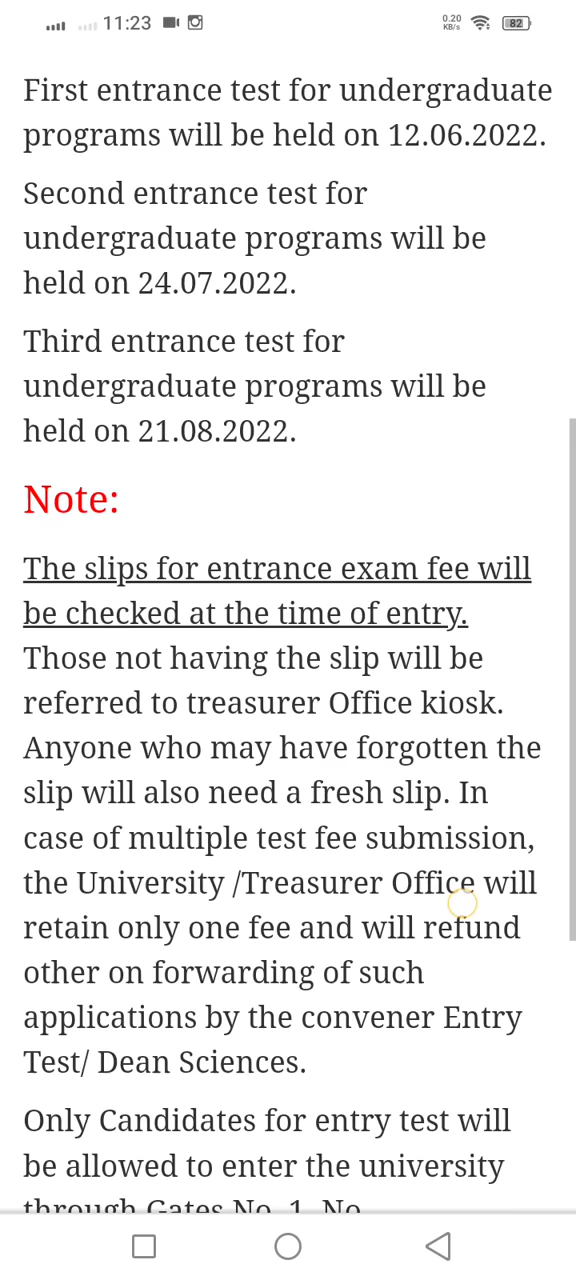 11:23
0.20
KB/s
82
First entrance test for undergraduate
programs will be held on 12.06.2022.
Second entrance test for
undergraduate programs will be
held on 24.07.2022.
Third entrance test for
undergraduate programs will be
held on 21.08.2022.
Note:
The slips for entrance exam fee will
be checked at the time of entry.
Those not having the slip will be
referred to treasurer Office kiosk.
Anyone who may have forgotten the
slip will also need a fresh slip. In
case of multiple test fee submission,
the University /Treasurer Office will
retain only one fee and will refund
other on forwarding of such
applications by the convener Entry
Test/ Dean Sciences.
Only Candidates for entry test will
be allowed to enter the university
through Gates No. 1. No